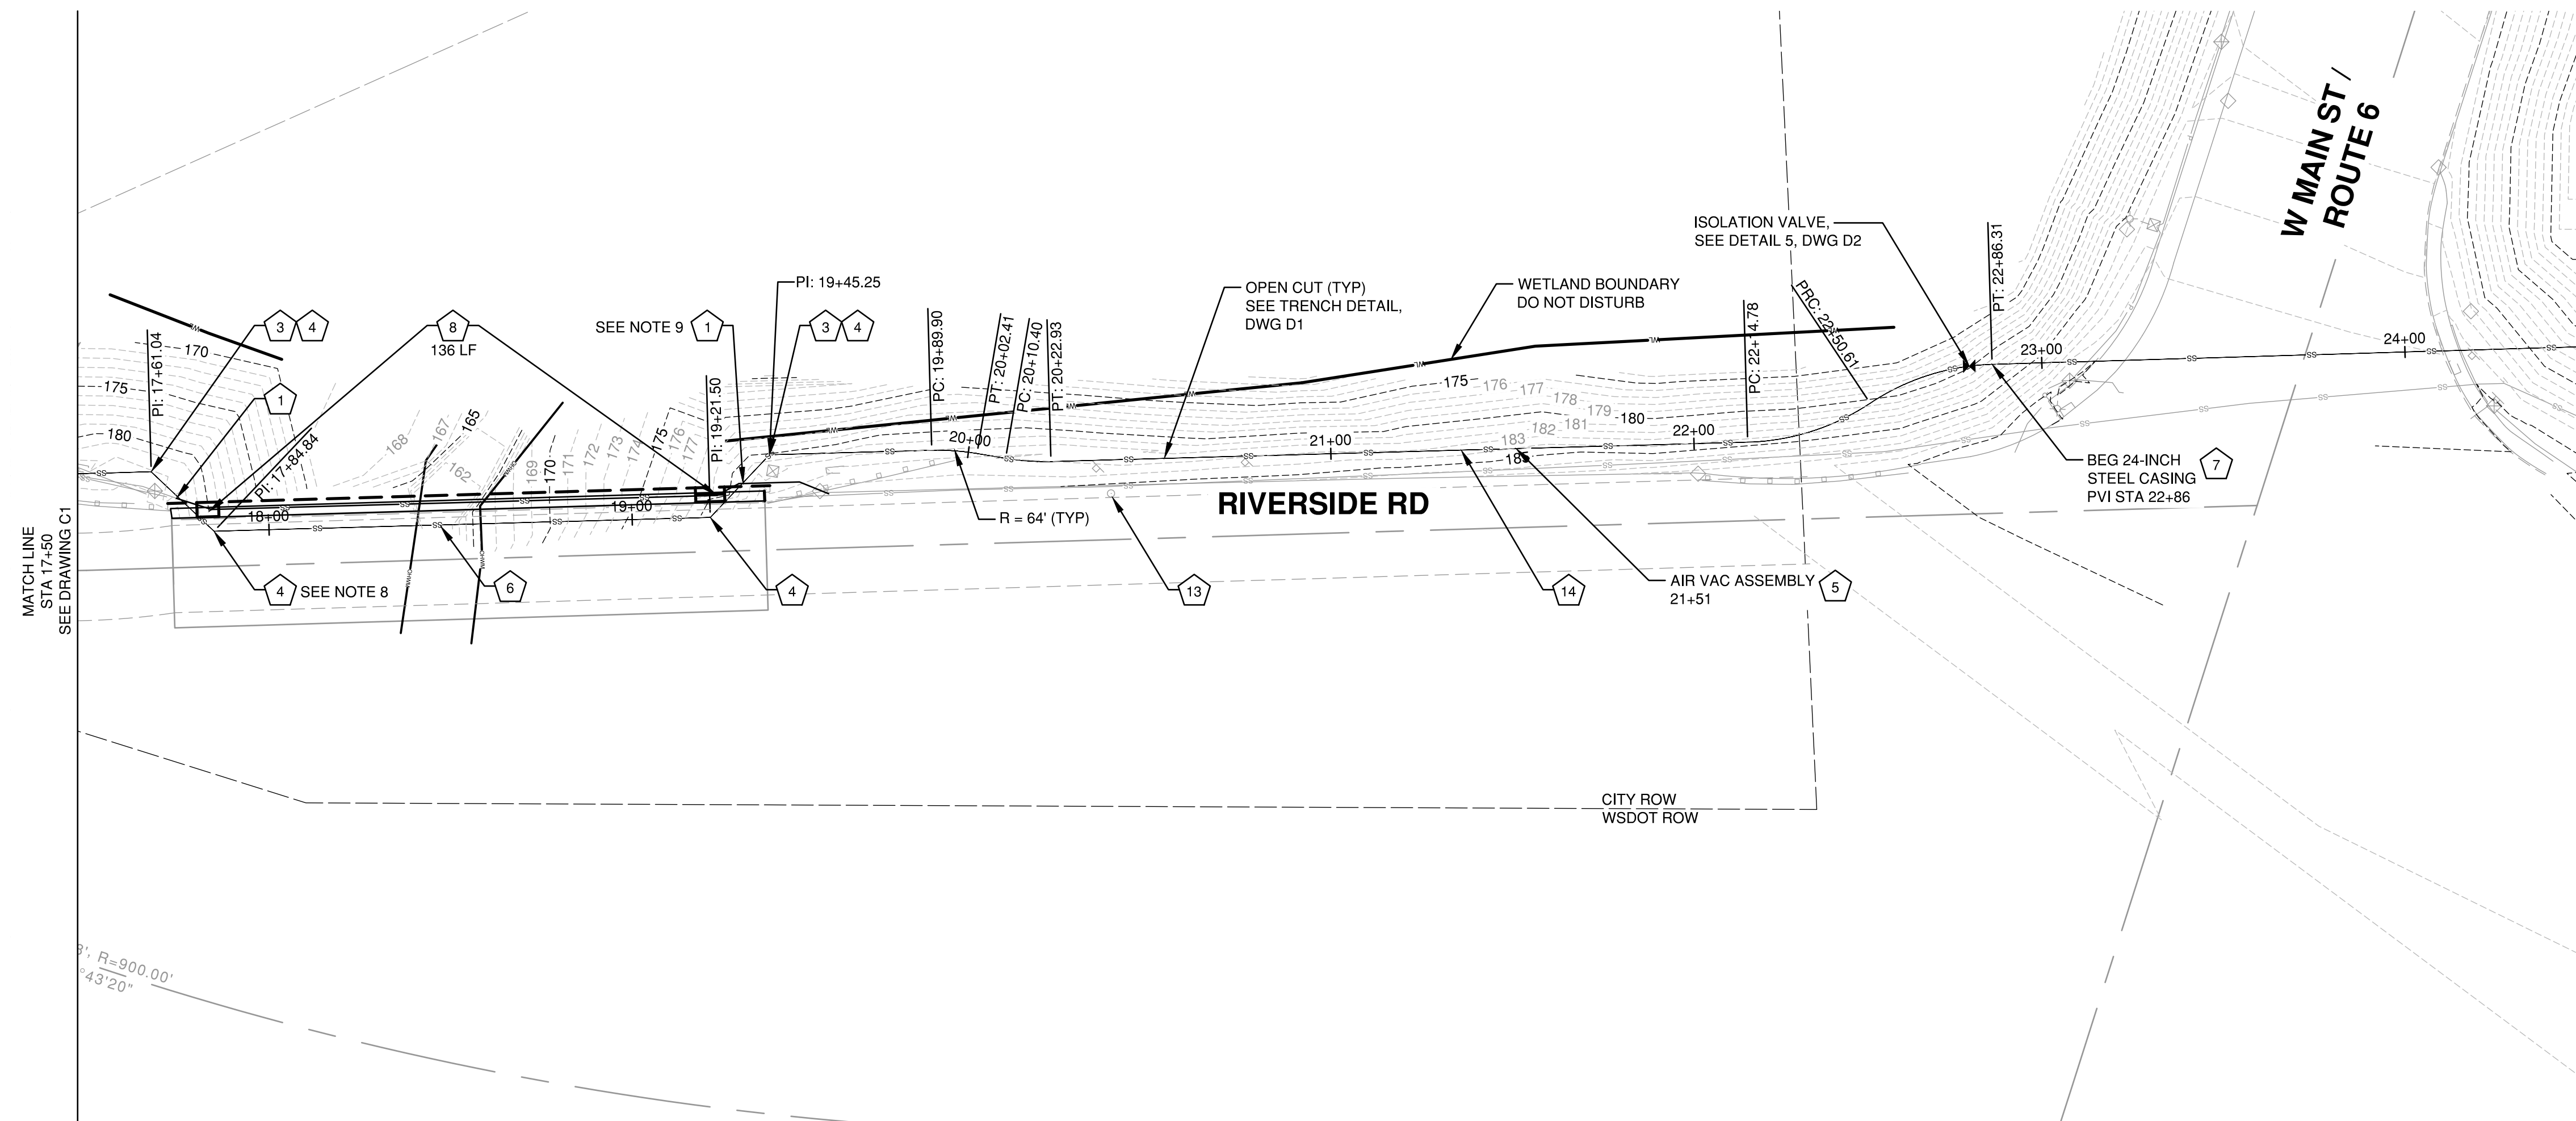 W MAIN ST /
ROUTE 6
ISOLATION VALVE,
SEE DETAIL 5, DWG D2
PT: 22+86.31
PI: 19+45.25
OPEN CUT (TYP)
SEE TRENCH DETAIL,
DWG D1
WETLAND BOUNDARY
DO NOT DISTURB
PRC: 22+50.61
PC: 22+14.78
3
4
8
136 LF
SEE NOTE 9
1
3
4
PC: 19+89.90
PT: 20+02.41
PC: 20+10.40
PT: 20+22.93
PI: 17+61.04
170
175
180
1
PI: 17+84.84
168
167
165
162
169
170
171
172
173
174
175
176
177
PI: 19+21.50
175
176
177
178
179
180
181
182
183
185
18+00
19+00
20+00
21+00
22+00
23+00
24+00
SS
WL
OHWM
RIVERSIDE RD
R = 64' (TYP)
BEG 24-INCH
STEEL CASING
PVI STA 22+86
7
MATCH LINE
STA 17+50
SEE DRAWING C1
4
SEE NOTE 8
6
4
13
14
AIR VAC ASSEMBLY
21+51
5
CITY ROW
WSDOT ROW
', R=900.00'
°43'20"